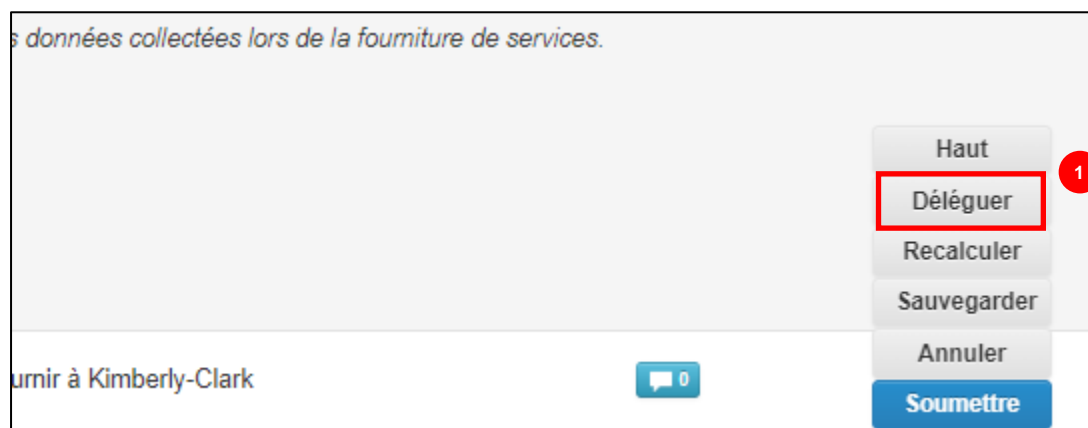 données collectées lors de la fourniture de services.
Haut
1
Déléguer
Recalculer
Sauvegarder
Annuler
urnir à Kimberly-Clark
0
Soumettre